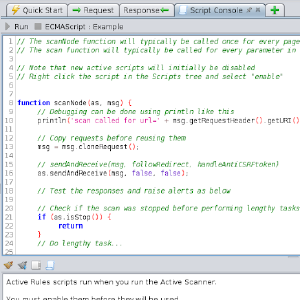 Quick Start Request Response Script Console
Run ECMAScript : Example
1 // The scanNode function will typically be called once for every page
2 // The scan function will typically be called for every parameter in
3
4 // Note that new active scripts will initially be disabled
5 // Right click the script in the Scripts tree and select "enable"
6
7
8 function scanNode(as, msg) {
9 // Debugging can be done using println like this
10 println('scan called for url=' + msg.getRequestHeader().getURI()
11
12 // Copy requests before reusing them
13 msg = msg.cloneRequest();
14
15 // sendAndReceive(msg, followRedirect, handleAntiCSRFtoken)
16 as.sendAndReceive(msg, false, false);
17
18 // Test the responses and raise alerts as below
19
20 // Check if the scan was stopped before performing lengthy tasks
21 if (as.isStop()) {
22 return
23 }
24 // Do lengthy task...
25
Active Rules scripts run when you run the Active Scanner.
You must enable them before they will be used.